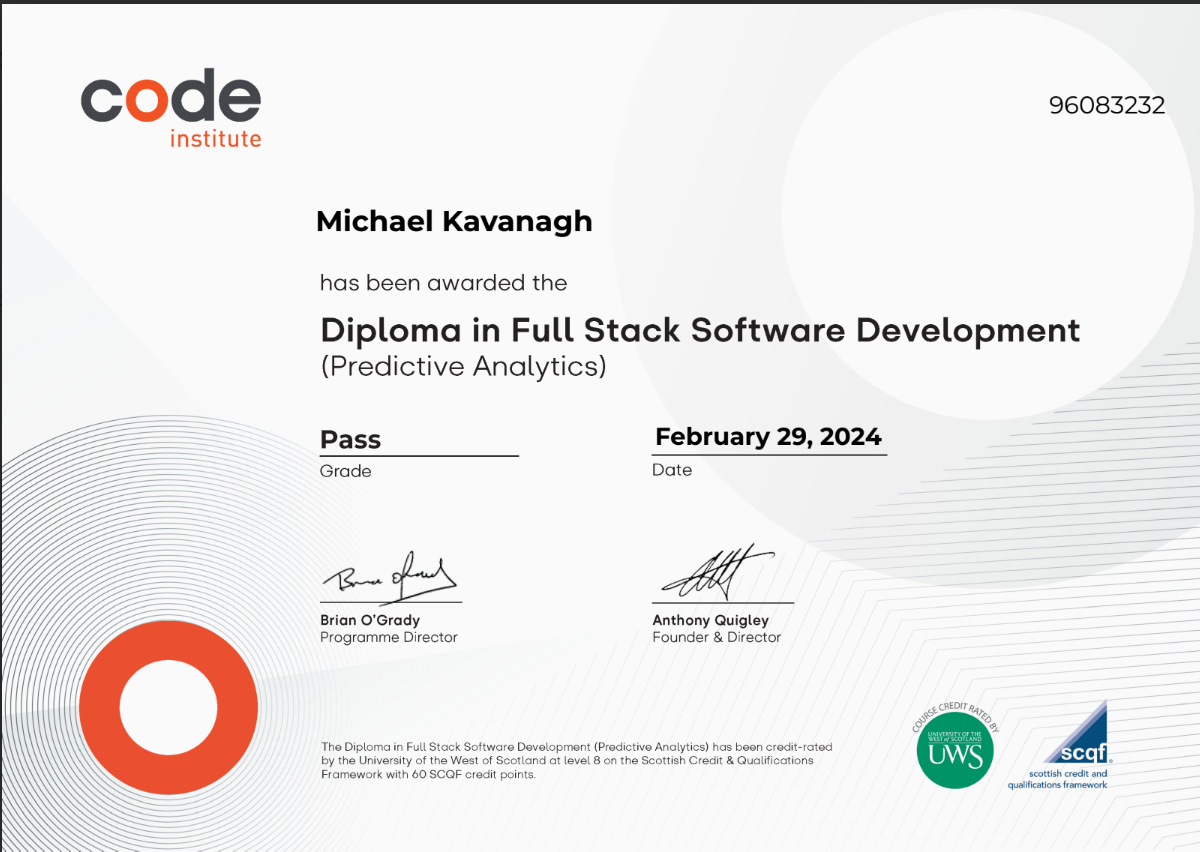 code
institute
96083232
Michael Kavanagh
has been awarded the
Diploma in Full Stack Software Development
(Predictive Analytics)
Pass
Grade
February 29, 2024
Date
Brian O'Grady
Programme Director
Anthony Quigley
Founder & Director
The Diploma in Full Stack Software Development (Predictive Analytics) has been credit-rated
by the University of the West of Scotland at level 8 on the Scottish Credit & Qualifications
Framework with 60 SCQF credit points.
COURSE CREDIT RATED BY
UNIVERSITY OF THE
WEST of SCOTLAND
UWS
scqf
scottish credit and
qualifications framework